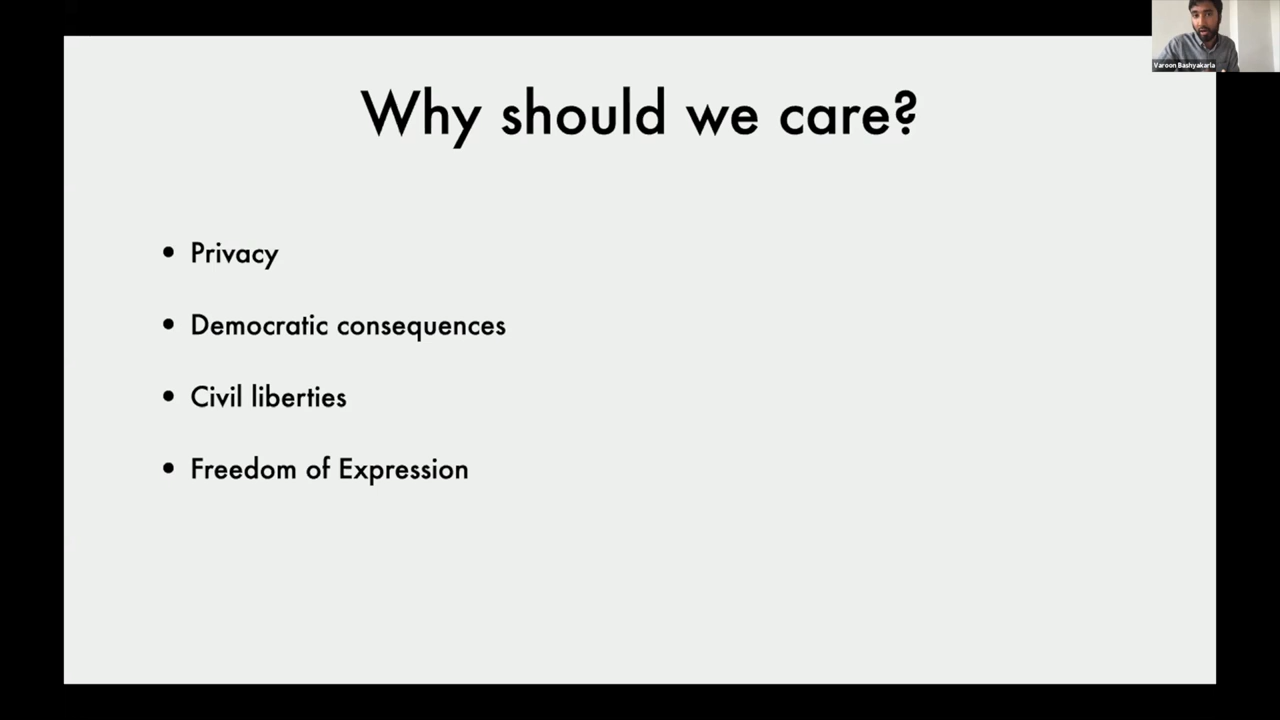 Why should we care?
• Privacy
• Democratic consequences
• Civil liberties
• Freedom of Expression
Varoon Bashyakarla